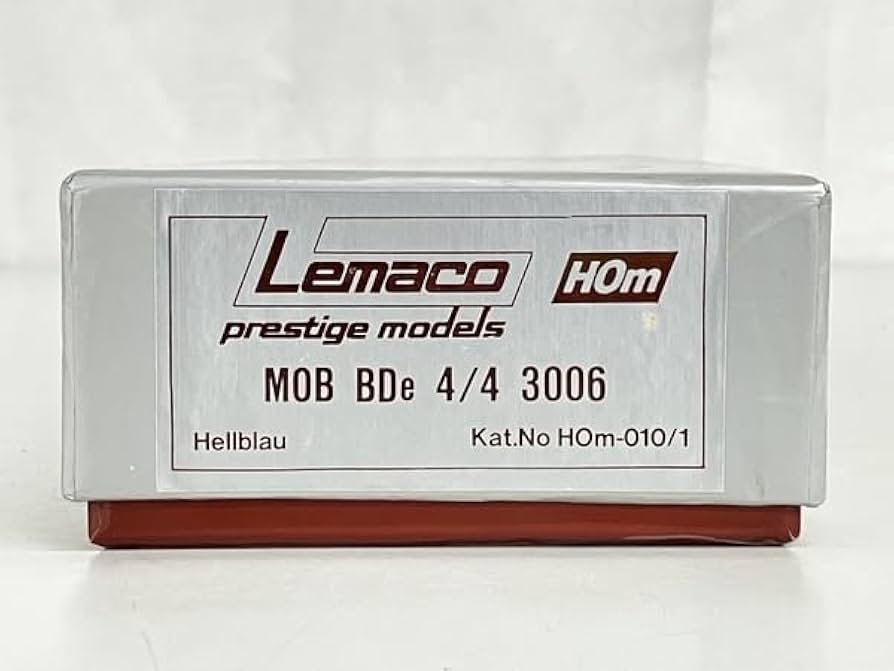 Lemaco HOm
prestige models
MOB BDe 4/4 3006
Hellblau Kat.No HOm-010/1